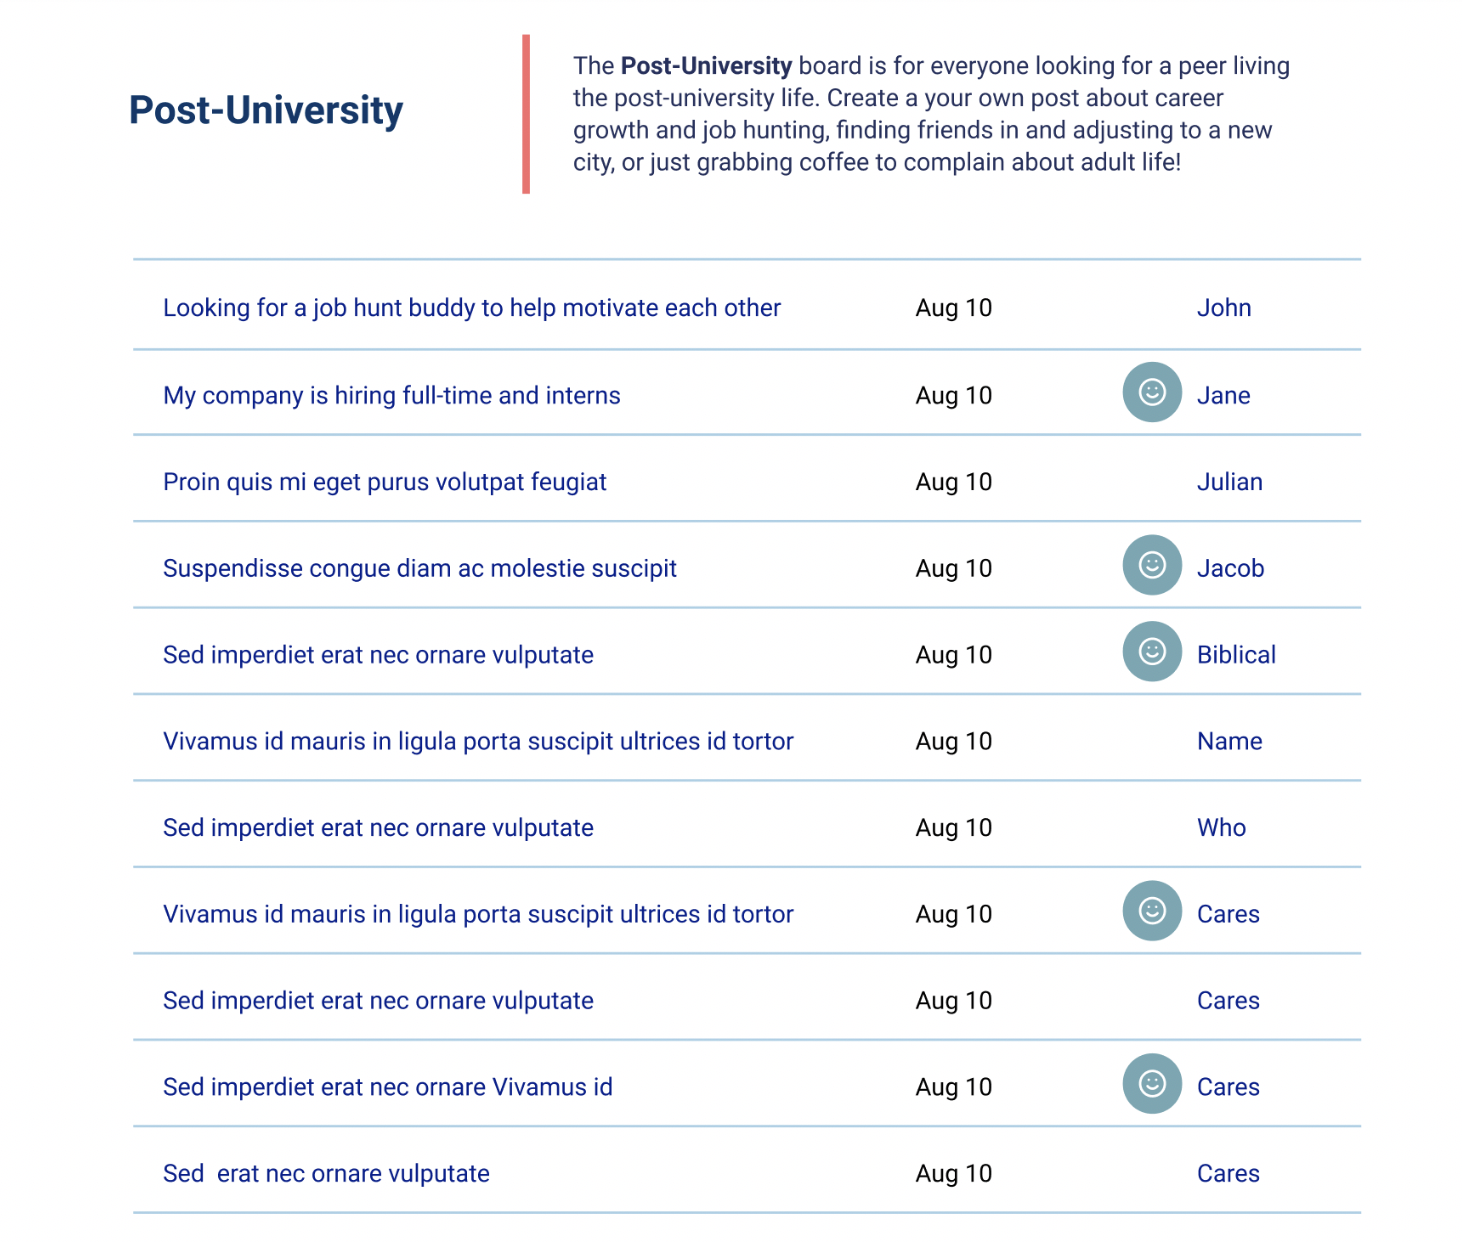 Post-University
The Post-University board is for everyone looking for a peer living
the post-university life. Create a your own post about career
growth and job hunting, finding friends in and adjusting to a new
city, or just grabbing coffee to complain about adult life!
Looking for a job hunt buddy to help motivate each other Aug 10 John
My company is hiring full-time and interns Aug 10 Jane
Proin quis mi eget purus volutpat feugiat Aug 10 Julian
Suspendisse congue diam ac molestie suscipit Aug 10 Jacob
Sed imperdiet erat nec ornare vulputate Aug 10 Biblical
Vivamus id mauris in ligula porta suscipit ultrices id tortor Aug 10 Name
Sed imperdiet erat nec ornare vulputate Aug 10 Who
Vivamus id mauris in ligula porta suscipit ultrices id tortor Aug 10 Cares
Sed imperdiet erat nec ornare vulputate Aug 10 Cares
Sed imperdiet erat nec ornare Vivamus id Aug 10 Cares
Sed  erat nec ornare vulputate Aug 10 Cares